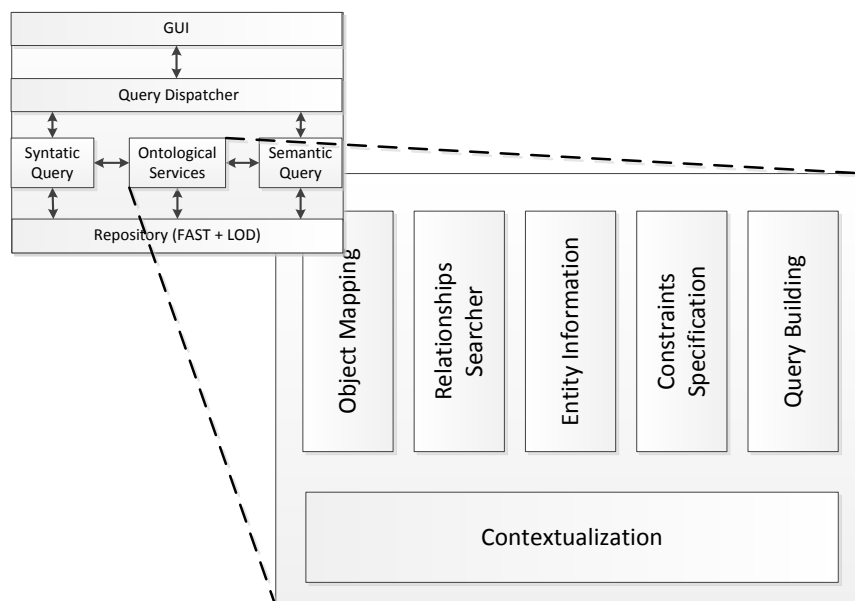 GUI
Query Dispatcher
Syntatic
Query
Ontological
Services
Semantic
Query
Repository (FAST + LOD)
Object Mapping
Relationships
Searcher
Entity Information
Constraints
Specification
Query Building
Contextualization